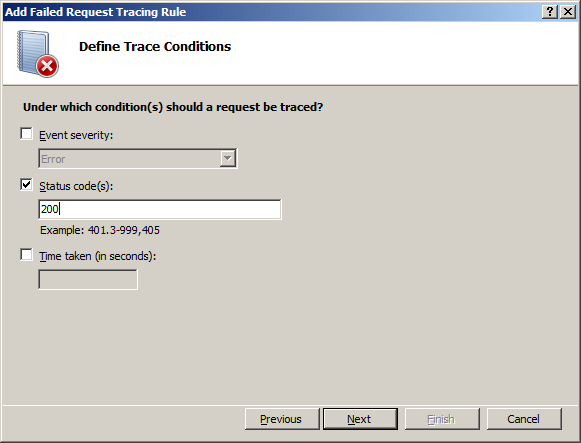 Add Failed Request Tracing Rule
Define Trace Conditions
Under which condition(s) should a request be traced?
Event severity:
Error
Status code(s):
200
Example: 401.3-999,405
Time taken (in seconds):
Previous Next Finish Cancel